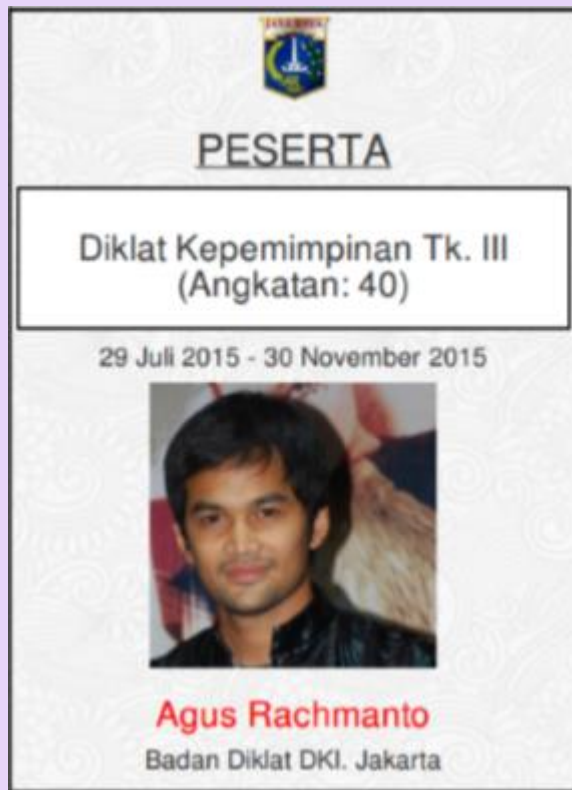 PESERTA
Diklat Kepemimpinan Tk. III
(Angkatan: 40)
29 Juli 2015 - 30 November 2015
Agus Rachmanto
Badan Diklat DKI. Jakarta